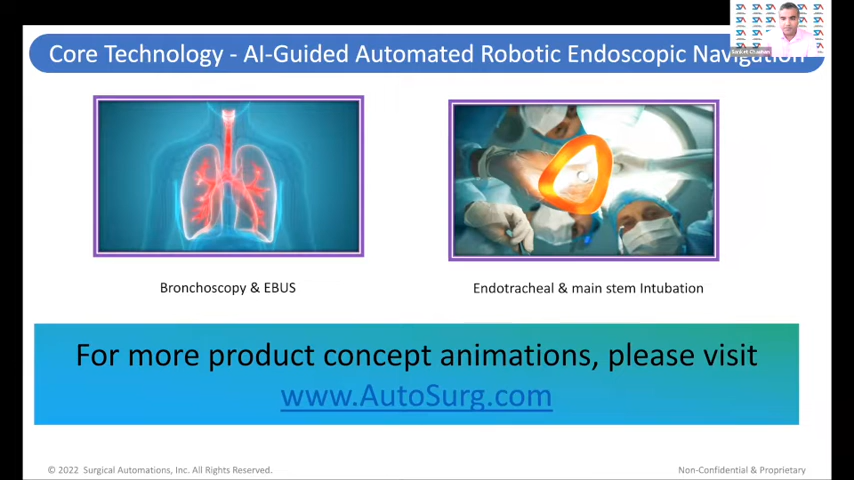 Core Technology - AI-Guided Automated Robotic Endoscopic Navigation
Bronchoscopy & EBUS
Endotracheal & main stem Intubation
For more product concept animations, please visit
www.AutoSurg.com
© 2022 Surgical Automations, Inc. All Rights Reserved.
Non-Confidential & Proprietary